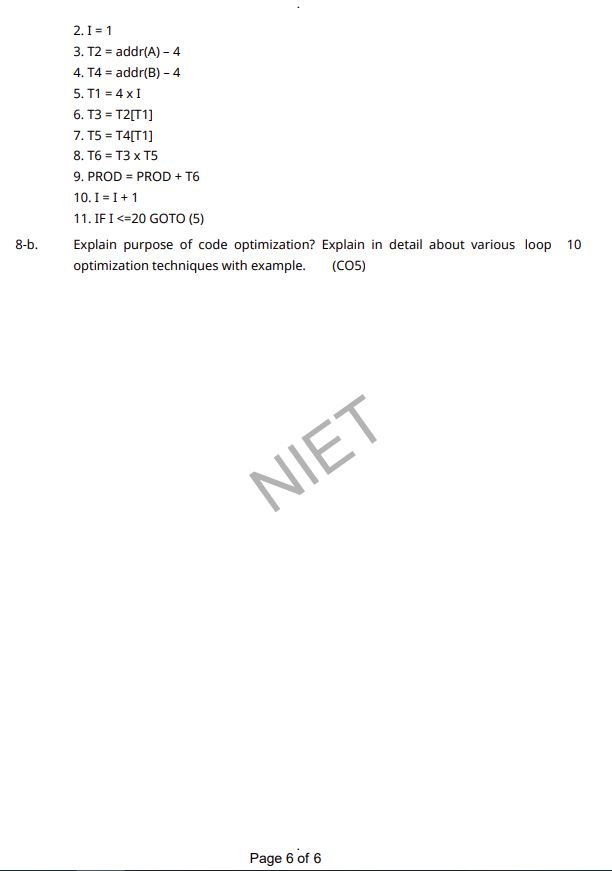 2. I = 1
3. T2 = addr(A) – 4
4. T4 = addr(B) – 4
5. T1 = 4 x I
6. T3 = T2[T1]
7. T5 = T4[T1]
8. T6 = T3 x T5
9. PROD = PROD + T6
10. I = I + 1
11. IF I <=20 GOTO (5)
8-b. Explain purpose of code optimization? Explain in detail about various loop 10
optimization techniques with example. (CO5)
NIET
Page 6 of 6